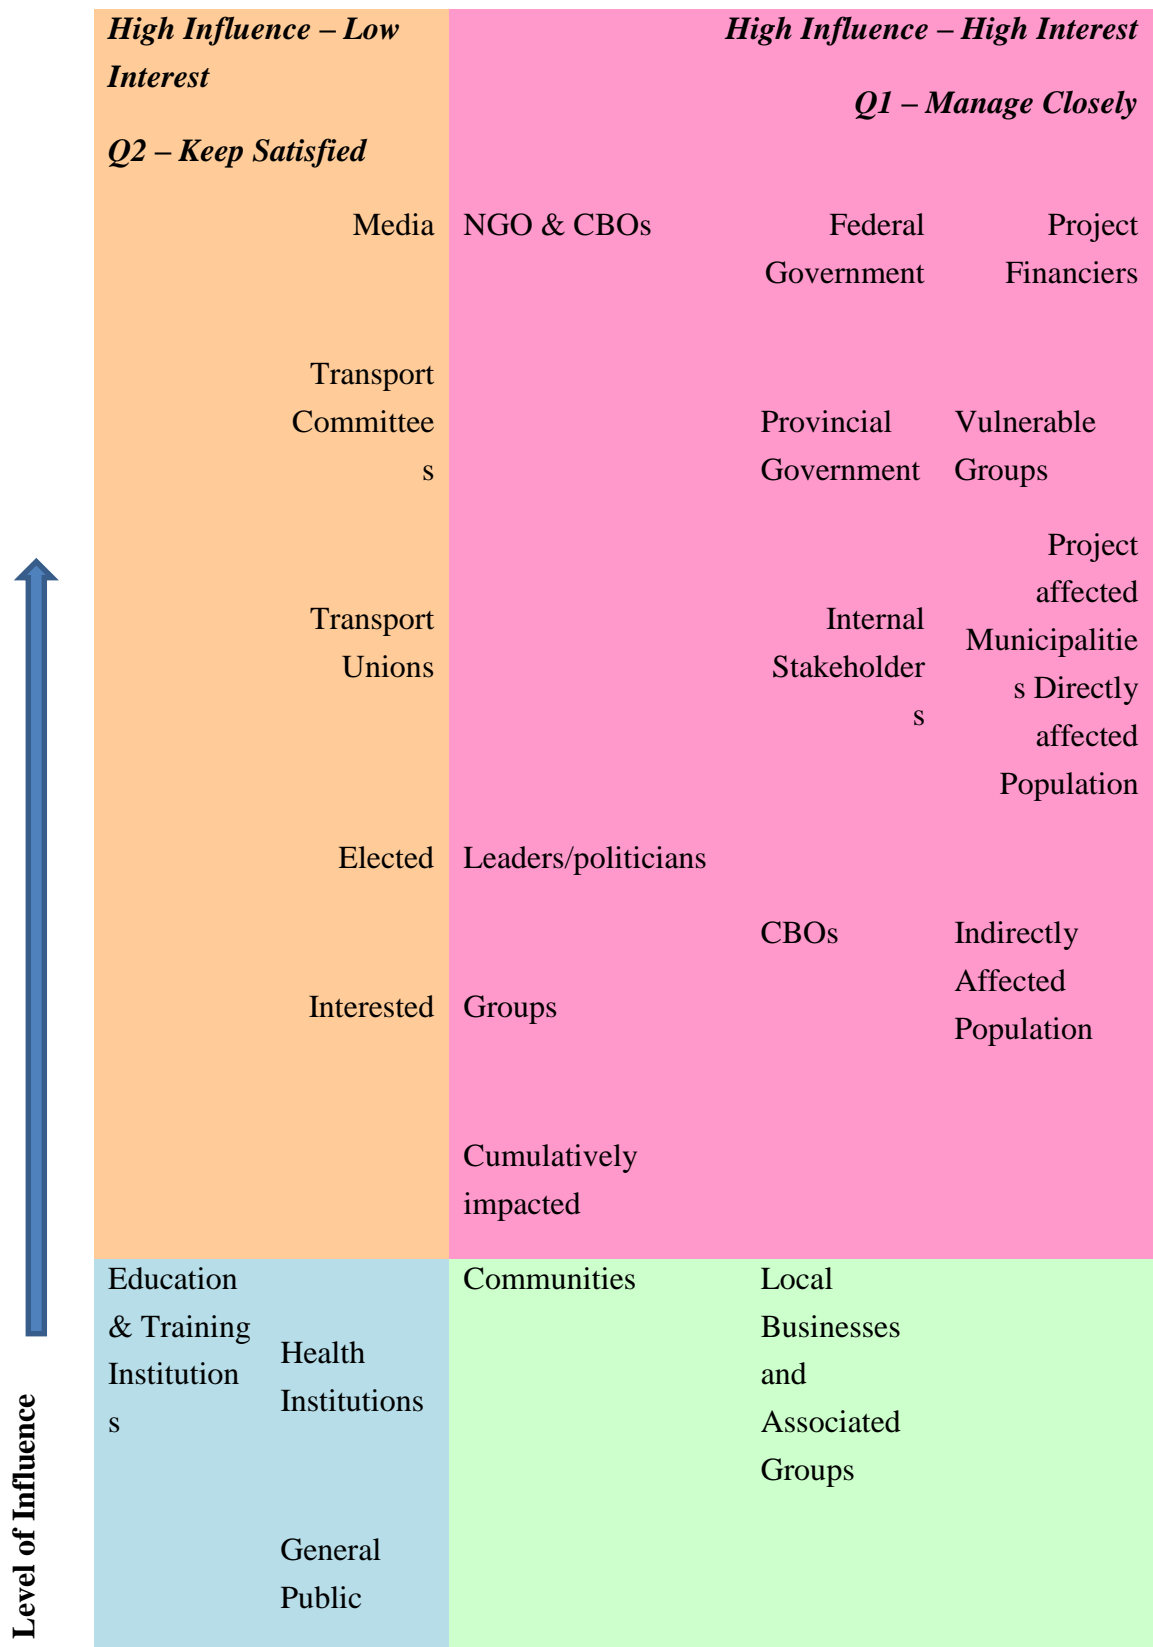 High Influence – Low
Interest
Q2 – Keep Satisfied
High Influence – High Interest
Q1 – Manage Closely
Media
NGO & CBOs
Federal
Government
Project
Financiers
Transport
Committee
s
Provincial
Government
Vulnerable
Groups
Transport
Unions
Internal
Stakeholder
s
Project
affected
Municipalitie
s Directly
affected
Population
Elected
Leaders/politicians
CBOs
Indirectly
Affected
Population
Interested
Groups
Cumulatively
impacted
Education
& Training
Institution
s
Health
Institutions
Communities
Local
Businesses
and
Associated
Groups
General
Public
Level of Influence